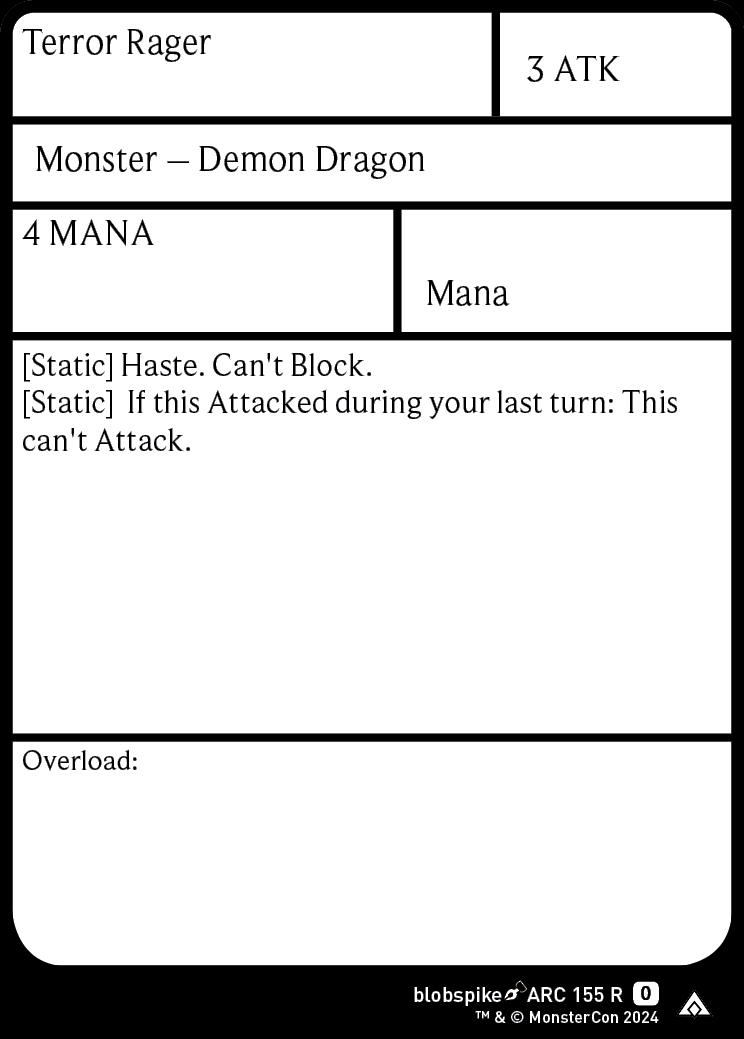 Terror Rager
3 ATK
Monster – Demon Dragon
4 MANA
Mana
[Static] Haste. Can't Block.
[Static]  If this Attacked during your last turn: This
can't Attack.
Overload:
blobspike ARC 155 R 0
™ & © MonsterCon 2024